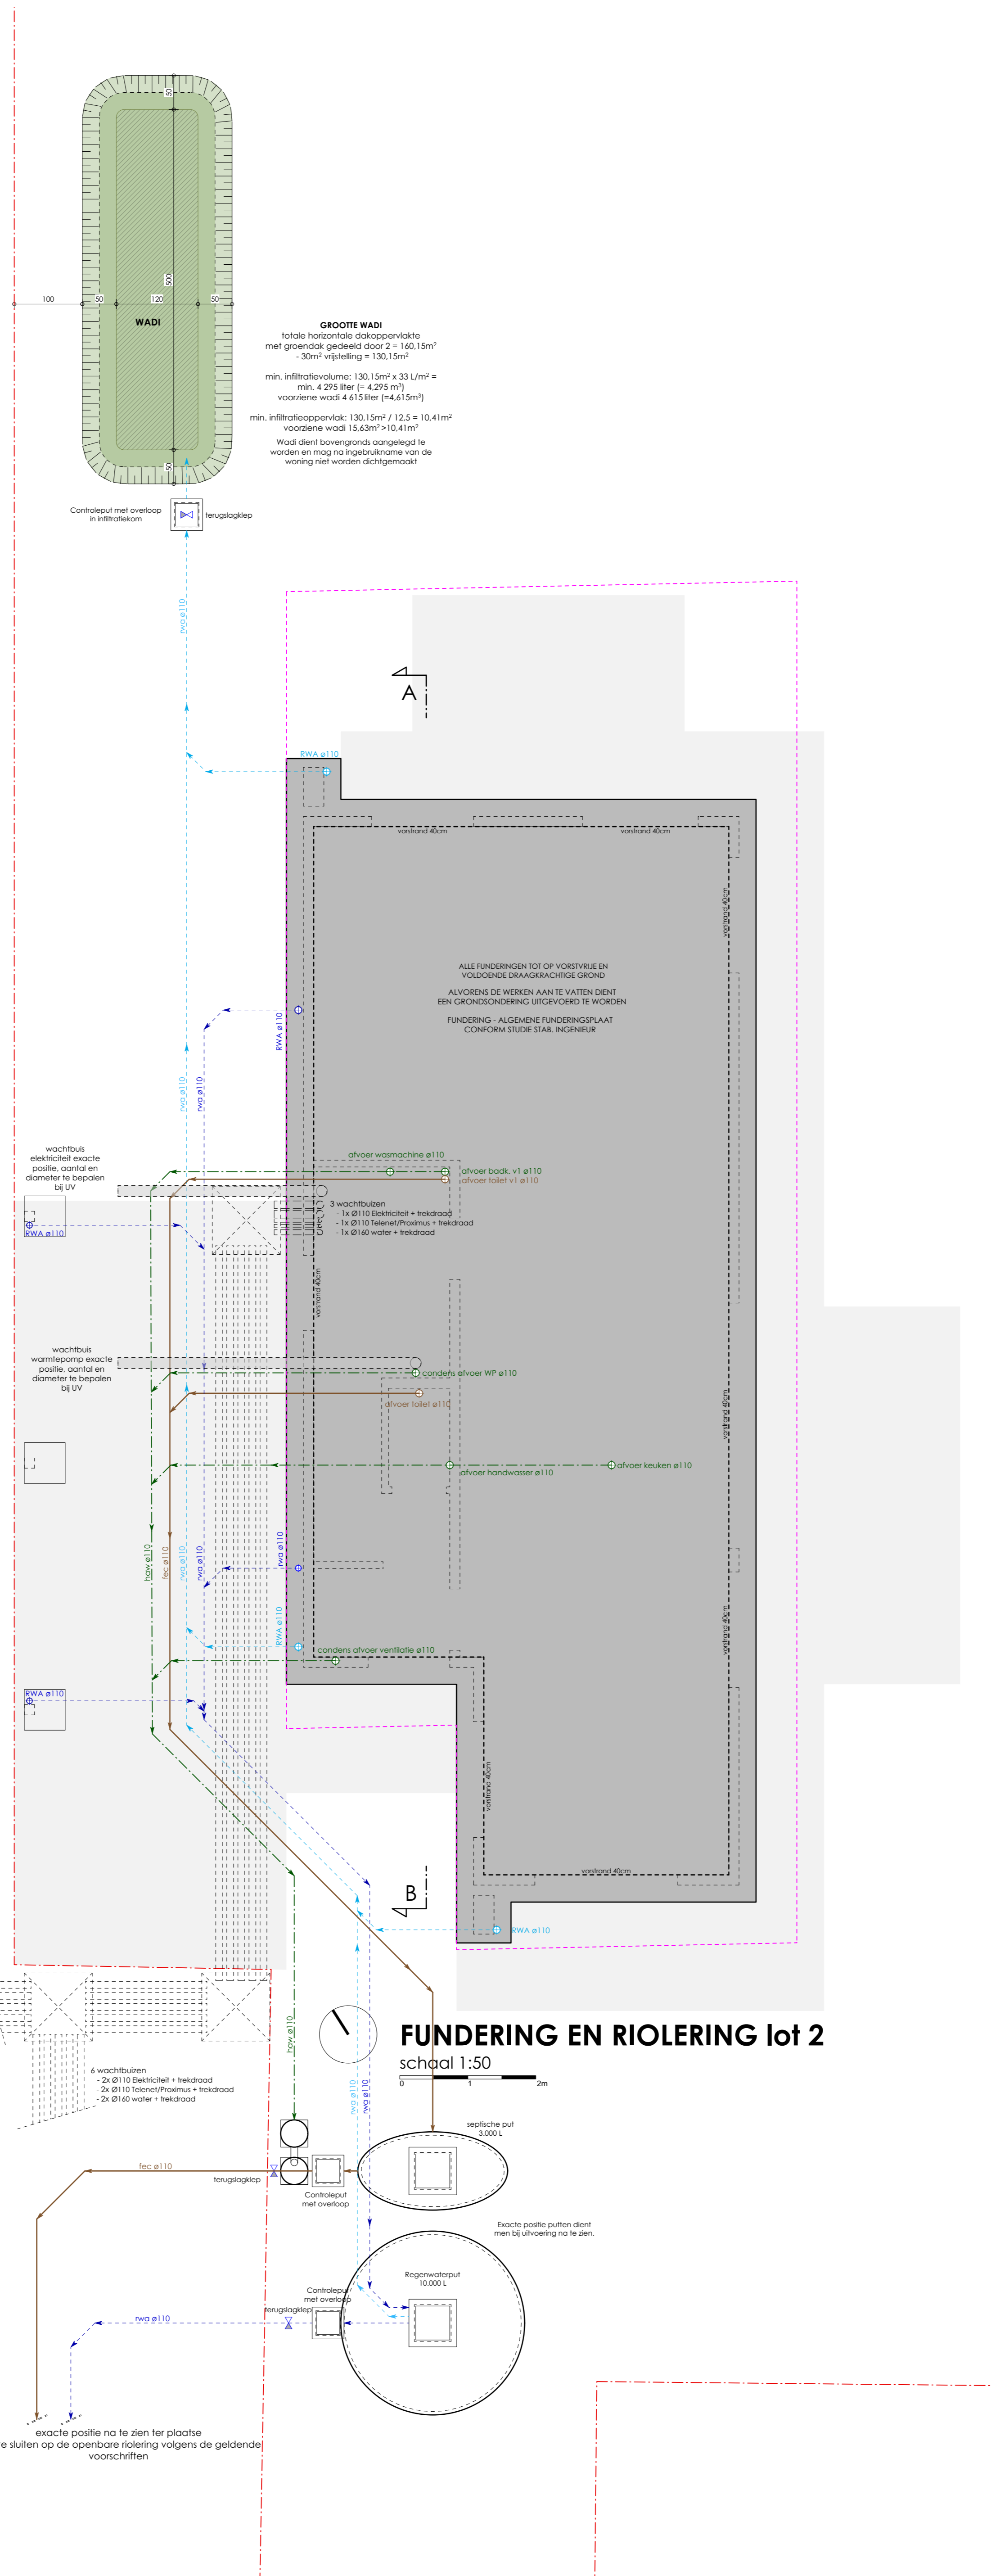 50
500
100
50
120
50
WADI
50
GROOTTE WADI
totale horizontale dakoppervlakte
met groendak gedeeld door 2 = 160,15m²
- 30m² vrijstelling = 130,15m²
min. infiltratievolume: 130,15m² x 33 L/m² =
min. 4 295 liter (= 4,295 m³)
voorziene wadi 4 615 liter (=4,615m³)
min. infiltratieoppervlak: 130,15m² / 12,5 = 10,41m²
voorziene wadi 15,63m² >10,41m²
Wadi dient bovengronds aangelegd te
worden en mag na ingebruikname van de
woning niet worden dichtgemaakt
Controleput met overloop
in infiltratiekom
terugslagklep
rwa ø110
A
RWA ø110
vorstrand 40cm
vorstrand 40cm
vorstrand 40cm
ALLE FUNDERINGEN TOT OP VORSTVRIJE EN
VOLDOENDE DRAAGKRACHTIGE GROND
ALVORENS DE WERKEN AAN TE VATTEN DIENT
EEN GRONDSONDERING UITGEVOERD TE WORDEN
FUNDERING - ALGEMENE FUNDERINGSPLAAT
CONFORM STUDIE STAB. INGENIEUR
RWA ø110
rwa ø110
rwa ø110
wachtbuis
elektriciteit exacte
positie, aantal en
diameter te bepalen
bij UV
RWA ø110
afvoer wasmachine ø110
afvoer badk. v1 ø110
afvoer toilet v1 ø110
3 wachtbuizen
- 1x Ø110 Elektriciteit + trekdraad
- 1x Ø110 Telenet/Proximus + trekdraad
- 1x Ø160 water + trekdraad
vorstrand 40cm
wachtbuis
warmtepomp exacte
positie, aantal en
diameter te bepalen
bij UV
condens afvoer WP ø110
afvoer toilet ø110
vorstrand 40cm
afvoer keuken ø110
afvoer handwasser ø110
haw ø110
fec ø110
rwa ø110
rwa ø110
rwa ø110
RWA ø110
vorstrand 40cm
condens afvoer ventilatie ø110
RWA ø110
vorstrand 40cm
vorstrand 40cm
B
RWA ø110
FUNDERING EN RIOLERING lot 2
schaal 1:50
0 1 2m
haw ø110
rwa ø110
rwa ø110
6 wachtbuizen
- 2x Ø110 Elektriciteit + trekdraad
- 2x Ø110 Telenet/Proximus + trekdraad
- 2x Ø160 water + trekdraad
septische put
3.000 L
fec ø110
terugslagklep
Controleput
met overloop
Exacte positie putten dient
men bij uitvoering na te zien.
Regenwaterput
10.000 L
Controleput
met overloop
terugslagklep
rwa ø110
exacte positie na te zien ter plaatse
te sluiten op de openbare riolering volgens de geldende
voorschriften